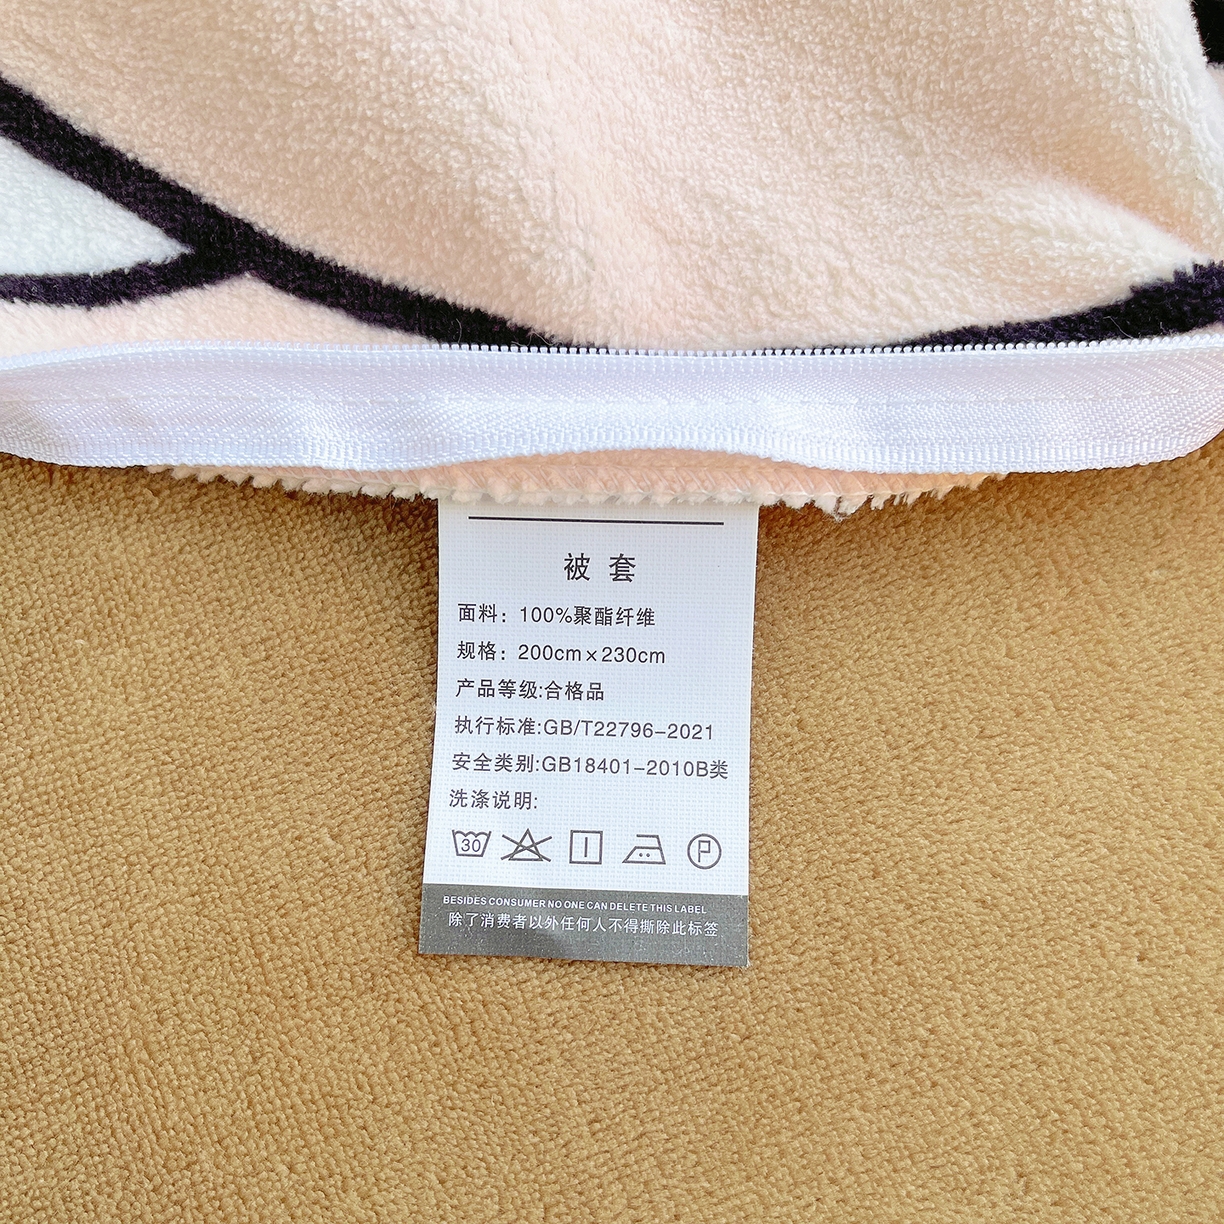 被套
面料：100%聚酯纤维
规格：200cm×230cm
产品等级:合格品
执行标准:GB/T22796-2021
安全类别:GB18401-2010B类
洗涤说明:
30 P
BESIDES CONSUMER NO ONE CAN DELETE THIS LABEL
除了消费者以外任何人不得撕除此标签